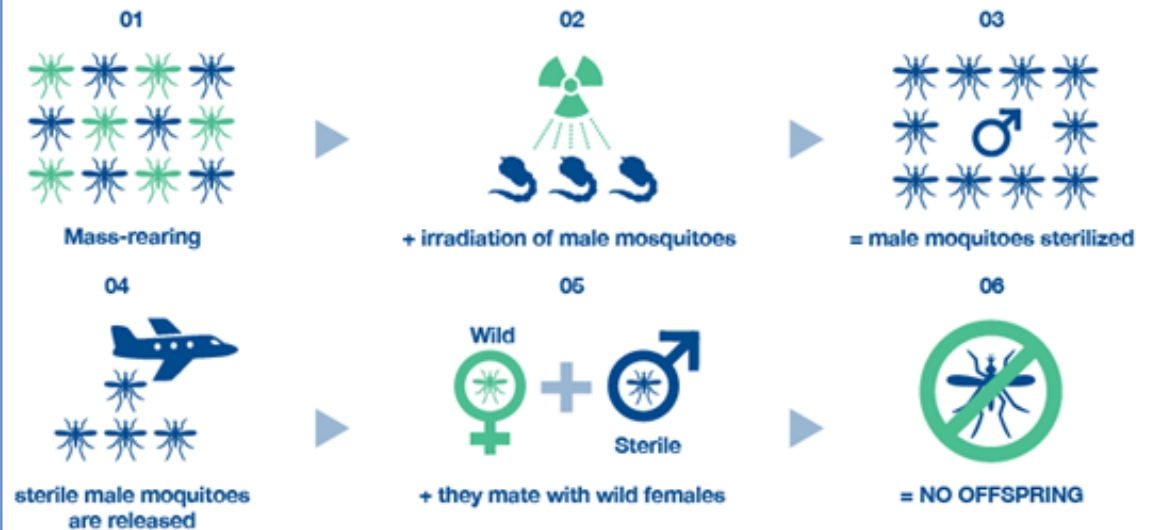 01
02
03
Mass-rearing
+ irradiation of male mosquitoes
= male moquitoes sterilized
04
05
06
Wild
Sterile
sterile male moquitoes
are released
+ they mate with wild females
= NO OFFSPRING